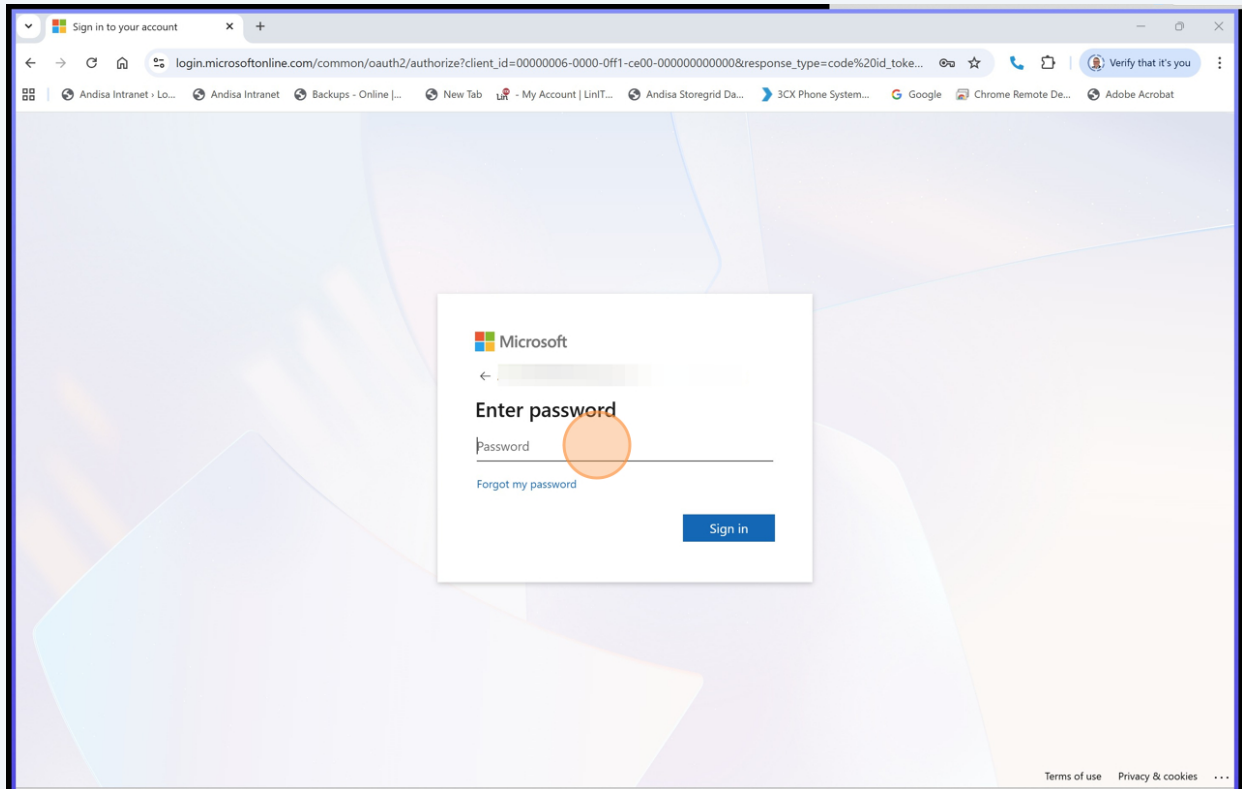 Sign in to your account
login.microsoftonline.com/common/oauth2/authorize?client_id=00000006-0000-0ff1-ce00-000000000000&response_type=code%20id_toke... Verify that it's you
Andisa Intranet › Lo... Andisa Intranet Backups - Online |... New Tab LinIT - My Account | LinIT... Andisa Storegrid Da... 3CX Phone System... G Google Chrome Remote De... Adobe Acrobat
Microsoft
Enter password
Password
Forgot my password
Sign in
Terms of use Privacy & cookies ...